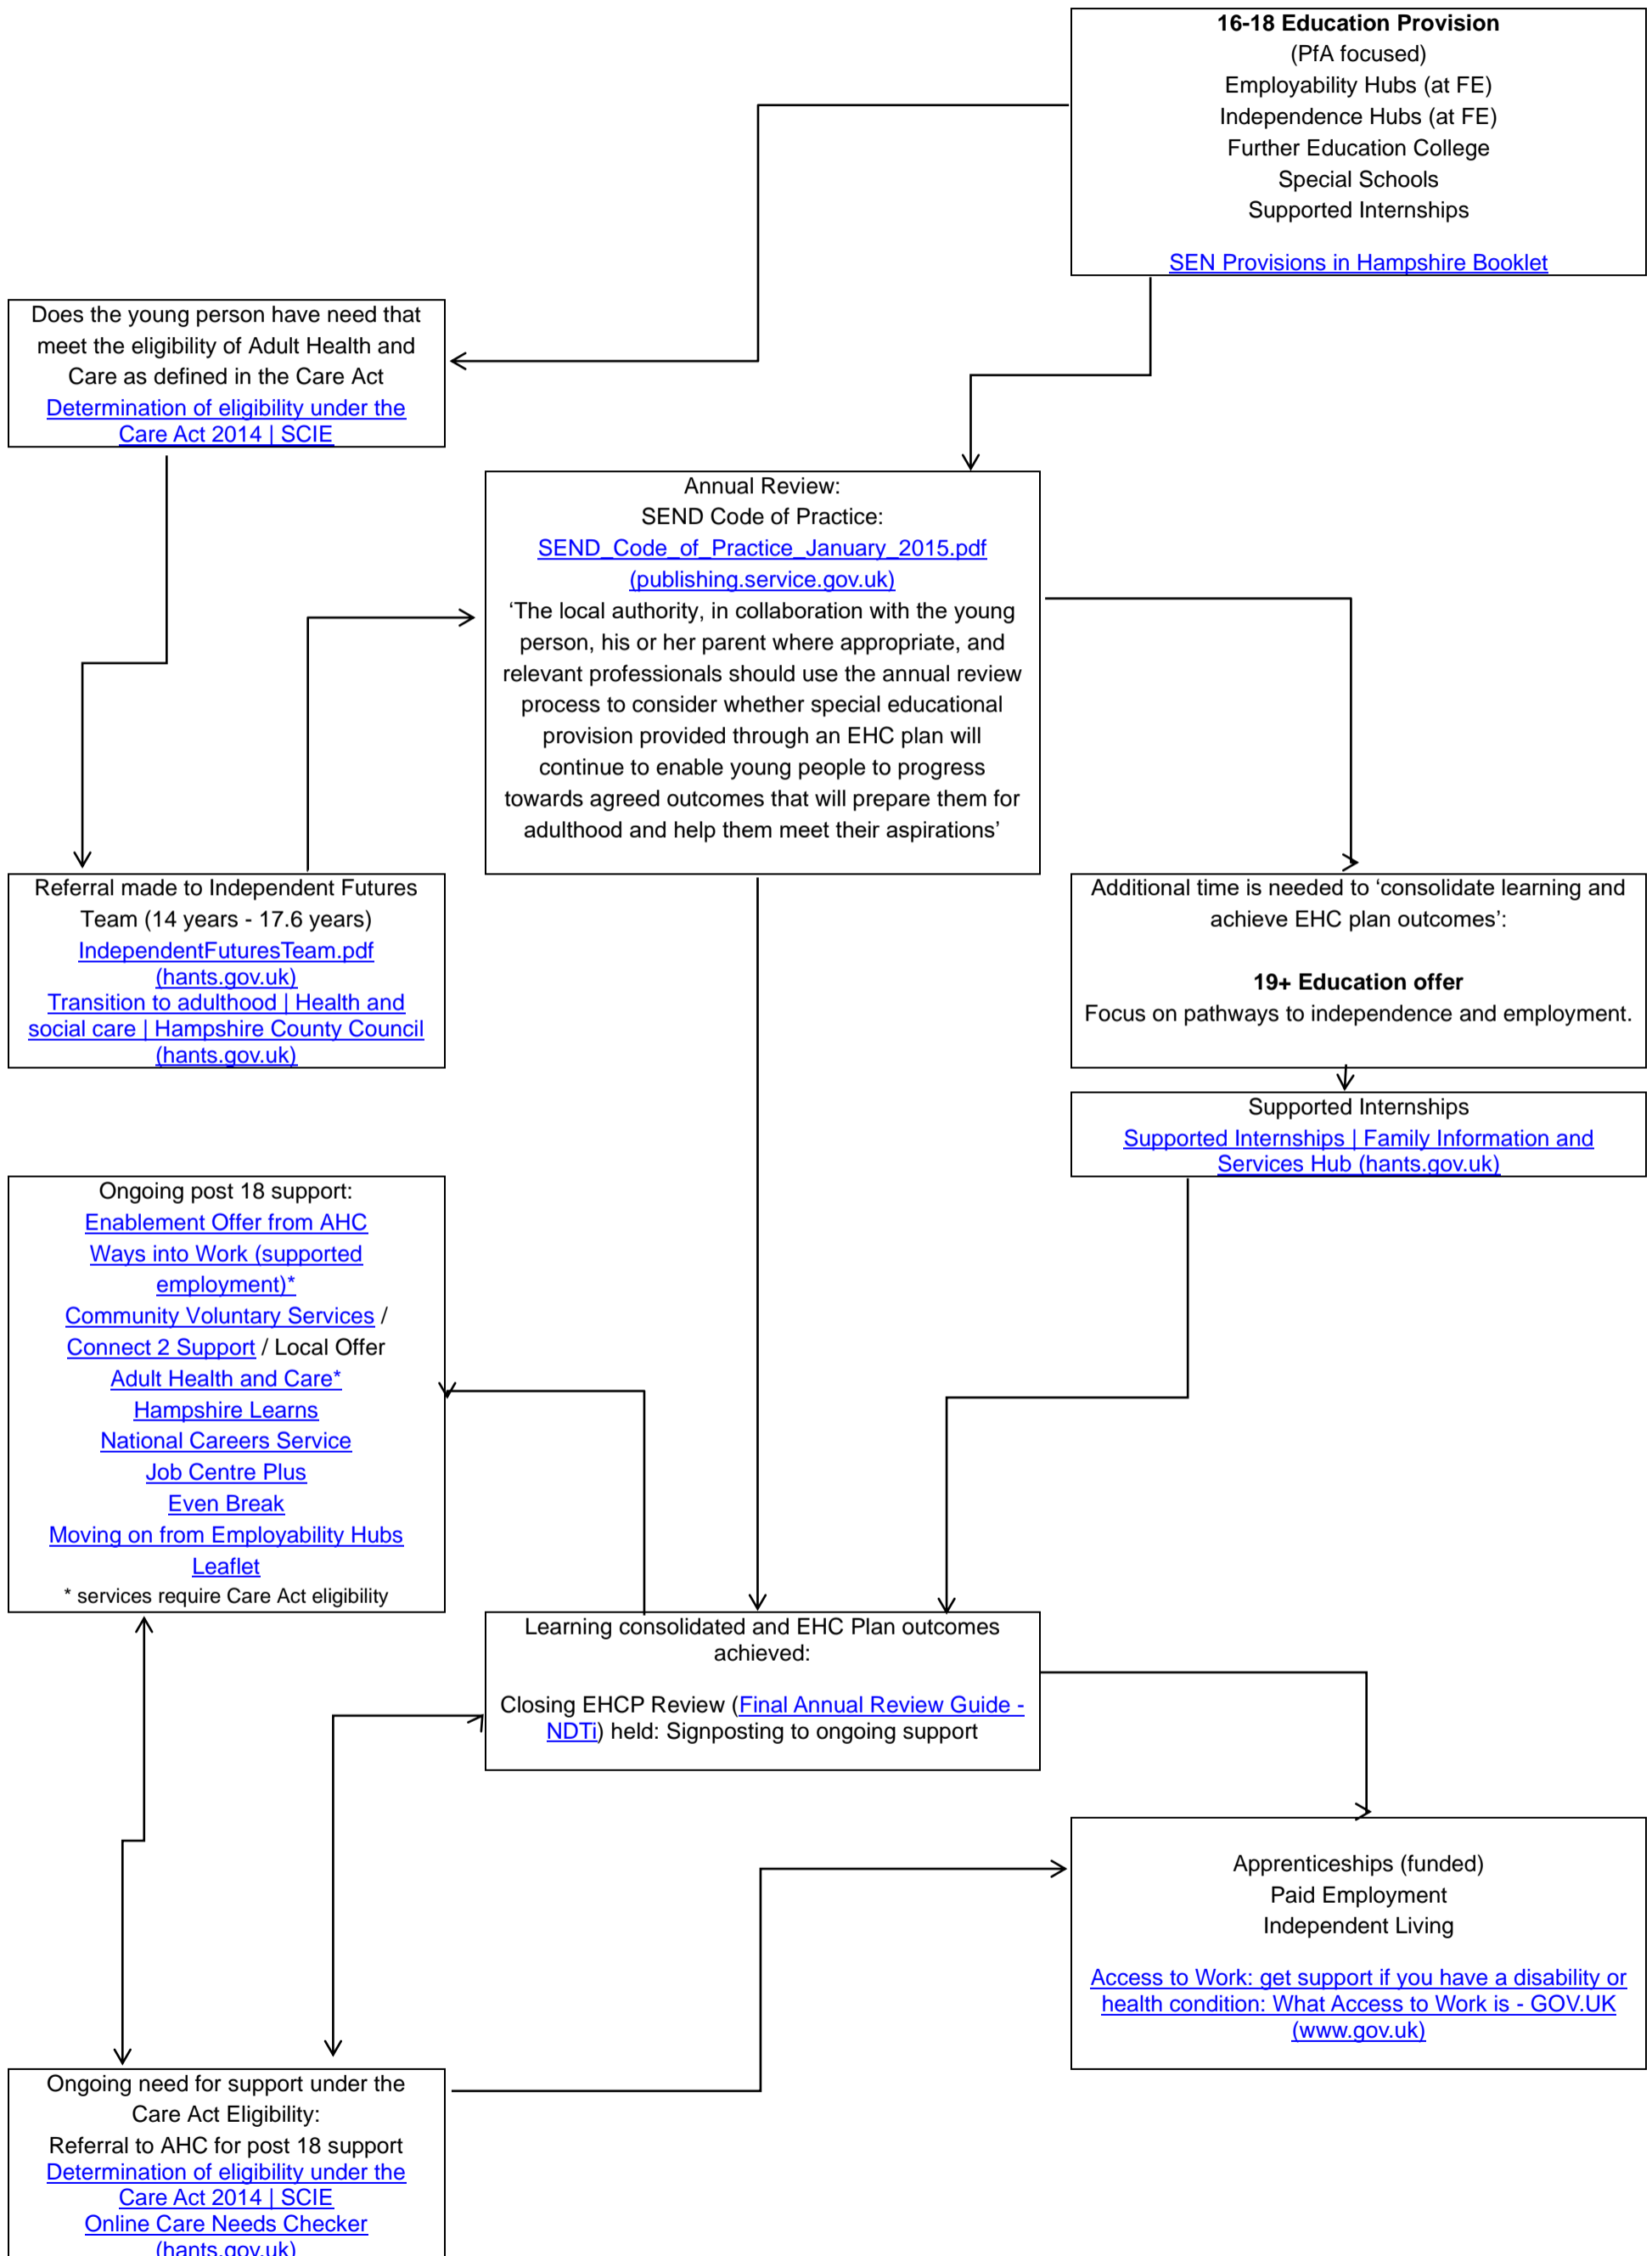 16-18 Education Provision
(PfA focused)
Employability Hubs (at FE)
Independence Hubs (at FE)
Further Education College
Special Schools
Supported Internships
SEN Provisions in Hampshire Booklet
Does the young person have need that
meet the eligibility of Adult Health and
Care as defined in the Care Act
Determination of eligibility under the
Care Act 2014 | SCIE
Annual Review:
SEND Code of Practice:
SEND_Code_of_Practice_January_2015.pdf
(publishing.service.gov.uk)
‘The local authority, in collaboration with the young
person, his or her parent where appropriate, and
relevant professionals should use the annual review
process to consider whether special educational
provision provided through an EHC plan will
continue to enable young people to progress
towards agreed outcomes that will prepare them for
adulthood and help them meet their aspirations’
Referral made to Independent Futures
Team (14 years - 17.6 years)
IndependentFuturesTeam.pdf
(hants.gov.uk)
Transition to adulthood | Health and
social care | Hampshire County Council
(hants.gov.uk)
Additional time is needed to ‘consolidate learning and
achieve EHC plan outcomes’:
19+ Education offer
Focus on pathways to independence and employment.
Supported Internships
Supported Internships | Family Information and
Services Hub (hants.gov.uk)
Ongoing post 18 support:
Enablement Offer from AHC
Ways into Work (supported
employment)*
Community Voluntary Services /
Connect 2 Support / Local Offer
Adult Health and Care*
Hampshire Learns
National Careers Service
Job Centre Plus
Even Break
Moving on from Employability Hubs
Leaflet
* services require Care Act eligibility
Learning consolidated and EHC Plan outcomes
achieved:
Closing EHCP Review (Final Annual Review Guide -
NDTi) held: Signposting to ongoing support
Apprenticeships (funded)
Paid Employment
Independent Living
Access to Work: get support if you have a disability or
health condition: What Access to Work is - GOV.UK
(www.gov.uk)
Ongoing need for support under the
Care Act Eligibility:
Referral to AHC for post 18 support
Determination of eligibility under the
Care Act 2014 | SCIE
Online Care Needs Checker
(hants.gov.uk)